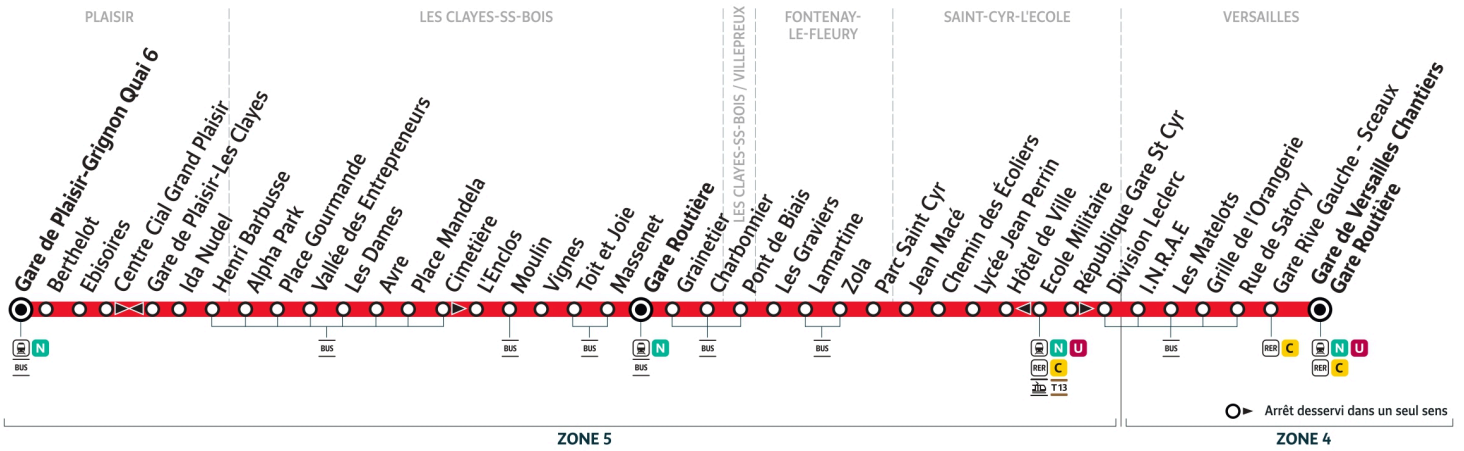 PLAISIR
LES CLAYES-SS-BOIS
LES CLAYES-SS-BOIS / VILLEPREUX
FONTENAY-
LE-FLEURY
SAINT-CYR-L'ECOLE
VERSAILLES
Gare de Plaisir-Grignon Quai 6
Berthelot
Ebisoires
Centre Cial Grand Plaisir
Gare de Plaisir-Les Clayes
Ida Nudel
Henri Barbusse
Alpha Park
Place Gourmande
Vallée des Entrepreneurs
Les Dames
Avre
Place Mandela
Cimetière
L'Enclos
Moulin
Vignes
Toit et Joie
Massenet
Gare Routière
Grainetier
Charbonnier
Pont de Biais
Les Graviers
Lamartine
Zola
Parc Saint Cyr
Jean Macé
Chemin des Écoliers
Lycée Jean Perrin
Hôtel de Ville
Ecole Militaire
République Gare St Cyr
Division Leclerc
I.N.R.A.E
Les Matelots
Grille de l'Orangerie
Rue de Satory
Gare Rive Gauche - Sceaux
Gare de Versailles Chantiers
Gare Routière
N
BUS
BUS
BUS
BUS
N
BUS
BUS
BUS
N U
RER C
T13
BUS
RER C
N U
RER C
Arrêt desservi dans un seul sens
ZONE 5
ZONE 4